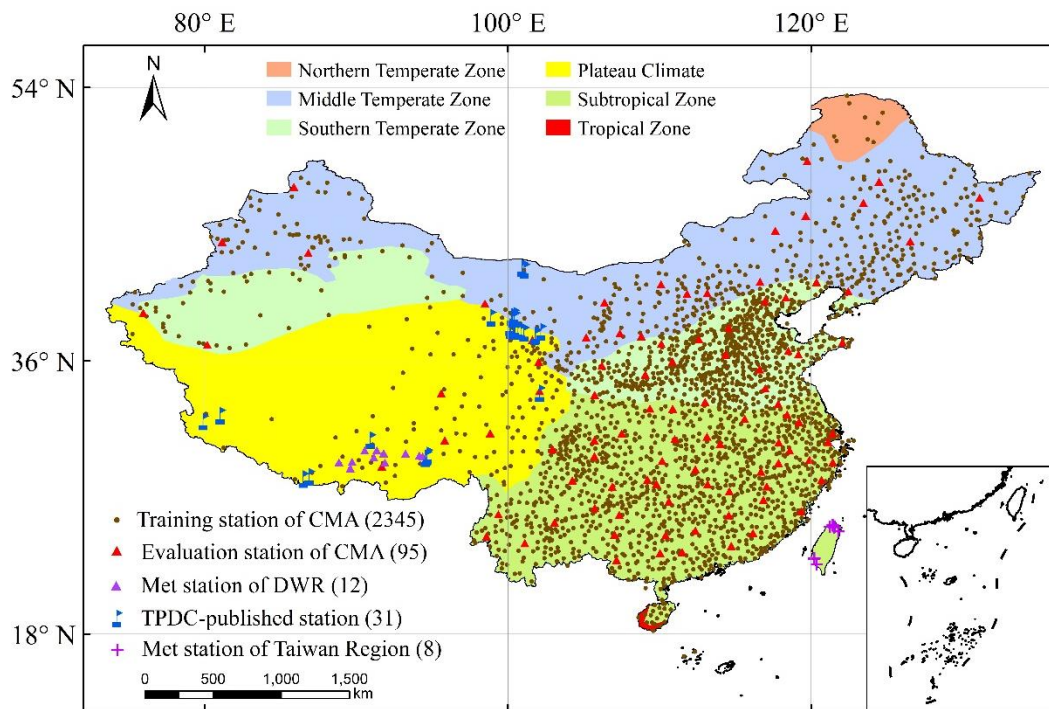 80° E 100° E 120° E
N
Northern Temperate Zone Plateau Climate
54° N
Middle Temperate Zone Subtropical Zone
Southern Temperate Zone Tropical Zone
36° N
Training station of CMA (2345)
Evaluation station of CMA (95)
Met station of DWR (12)
TPDC-published station (31)
18° N
Met station of Taiwan Region (8)
0 500 1,000 1,500
km